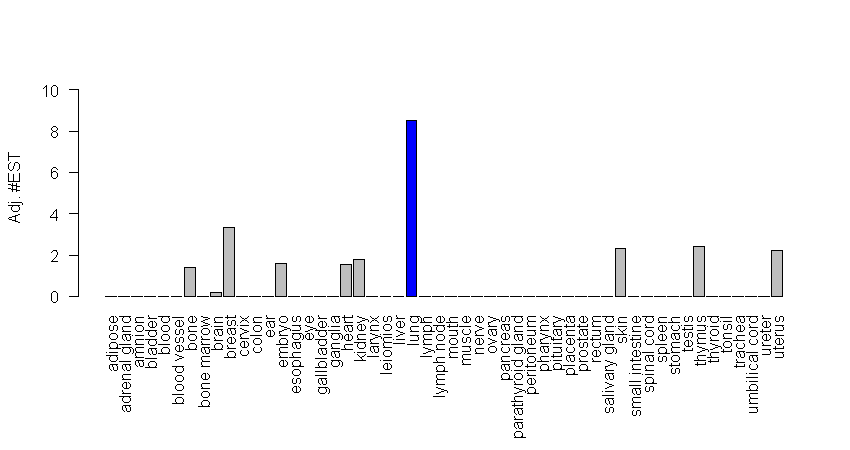 Adj. #EST
10
8
6
4
2
0
adipose
adrenal gland
amnion
bladder
blood
blood vessel
bone
bone marrow
brain
breast
cervix
colon
ear
embryo
esophagus
eye
gallbladder
ganglia
heart
kidney
larynx
leiomios
liver
lung
lymph
lymph node
mouth
muscle
nerve
ovary
pancreas
parathyroid gland
peritoneum
pharynx
pituitary
placenta
prostate
rectum
salivary gland
skin
small intestine
spinal cord
spleen
stomach
testis
thymus
thyroid
tonsil
trachea
umbilical cord
ureter
uterus